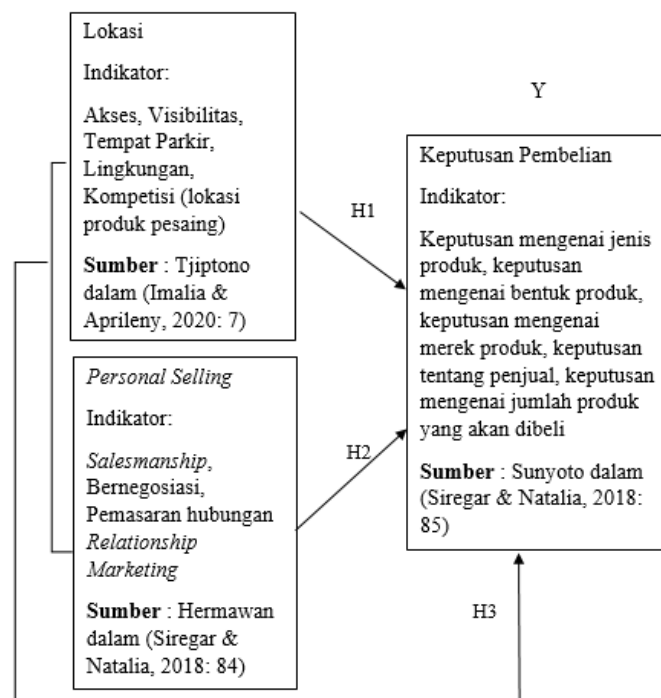 Lokasi
Indikator:
Akses, Visibilitas,
Tempat Parkir,
Lingkungan,
Kompetisi (lokasi
produk pesaing)
Sumber : Tjiptono
dalam (Imalia &
Aprileny, 2020: 7)
Personal Selling
Indikator:
Salesmanship,
Bernegosiasi,
Pemasaran hubungan
Relationship
Marketing
Sumber : Hermawan
dalam (Siregar &
Natalia, 2018: 84)
H1
H2
H3
Y
Keputusan Pembelian
Indikator:
Keputusan mengenai jenis
produk, keputusan
mengenai bentuk produk,
keputusan mengenai
merek produk, keputusan
tentang penjual, keputusan
mengenai jumlah produk
yang akan dibeli
Sumber : Sunyoto dalam
(Siregar & Natalia, 2018:
85)